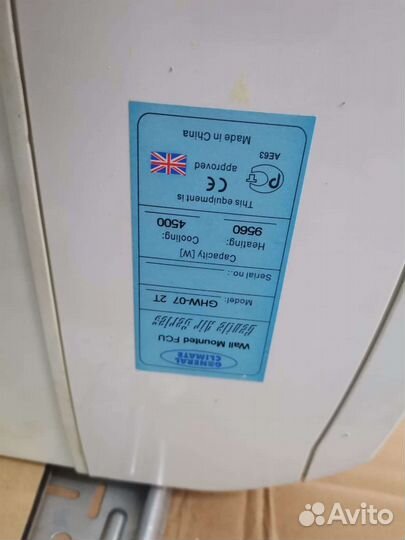 GENERAL
CLIMATE
Wall Mounted FCU
Gentle Air Series
Model: GHW-07 2T
Serial no.:
Capacity [W]
Heating: Cooling:
9560 4500
This equipment is
CE approved
АЕ63
Made in China
Avito